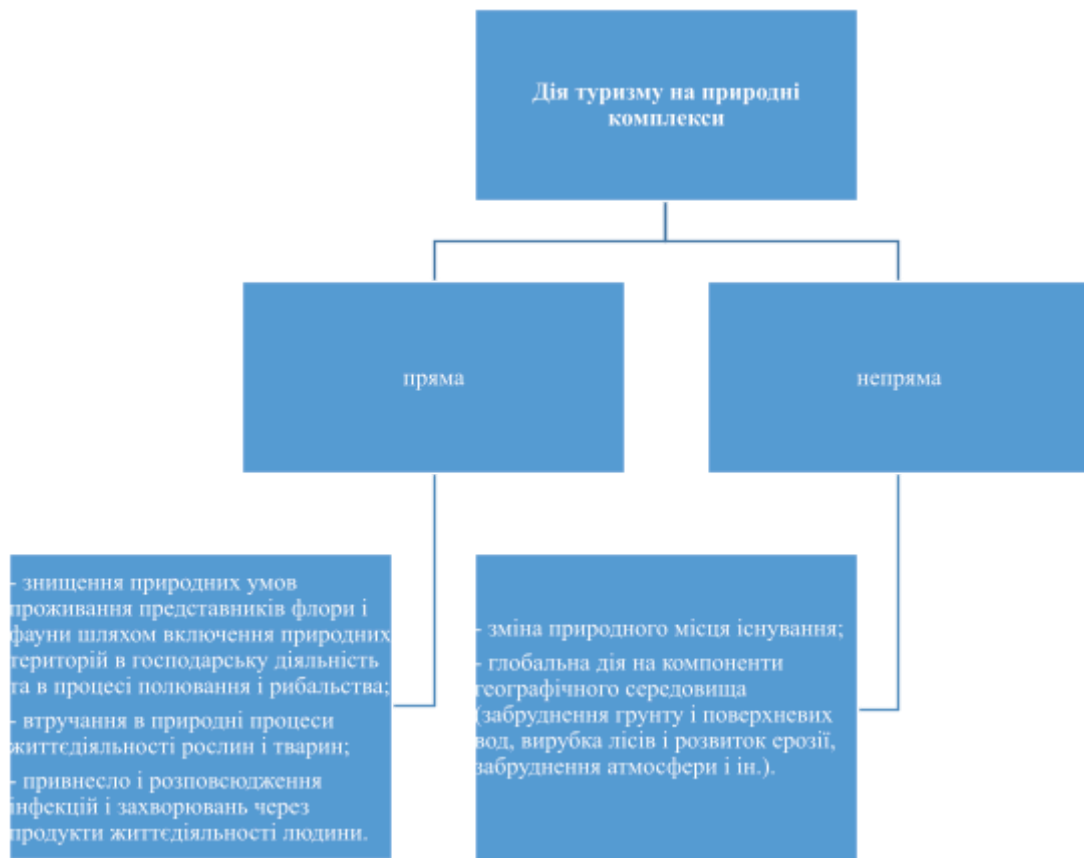 Дія туризму на природні
комплекси
пряма
непряма
- знищення природних умов
проживання представників флори і
фауни шляхом включення природних
територій в господарську діяльність
та в процесі полювання і рибальства;
- втручання в природні процеси
життєдіяльності рослин і тварин;
- привнесло і розповсюдження
інфекцій і захворювань через
продукти життєдіяльності людини.
- зміна природного місця існування;
- глобальна дія на компоненти
географічного середовища
(забруднення грунту і поверхневих
вод, вирубка лісів і розвиток ерозії,
забруднення атмосфери і ін.).